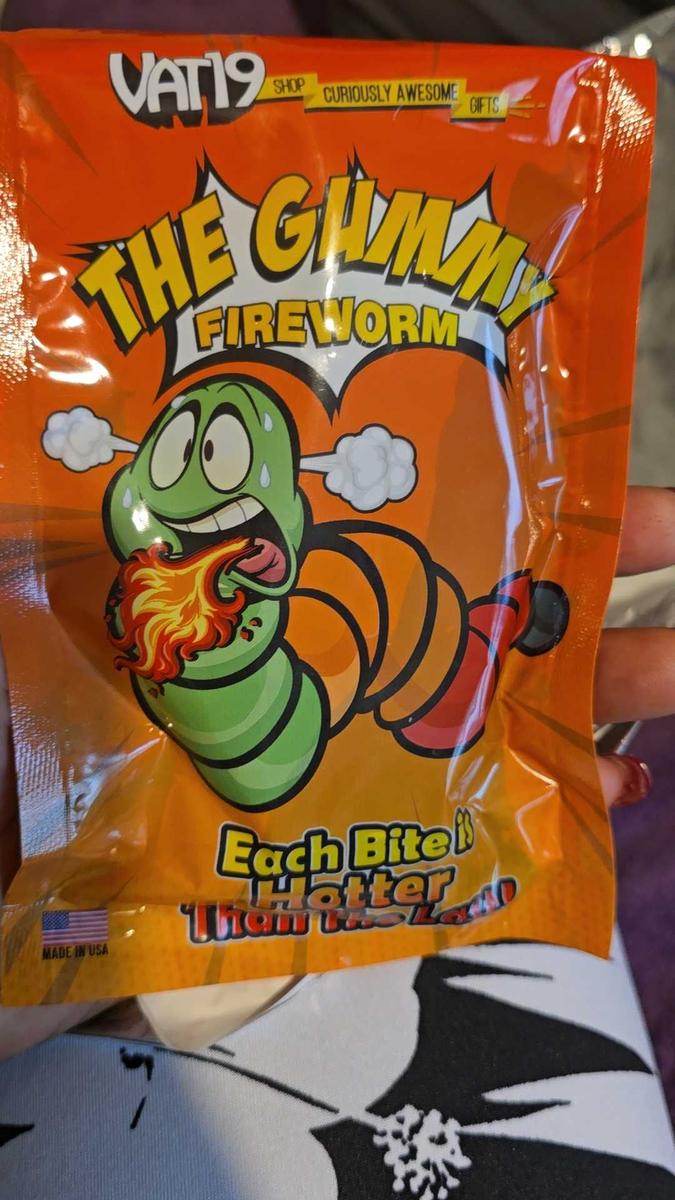 VAT19 SHOP CURIOUSLY AWESOME GIFTS
THE GUMMY
FIREWORM
Each Bite is
Hotter
Than The Last!
MADE IN USA